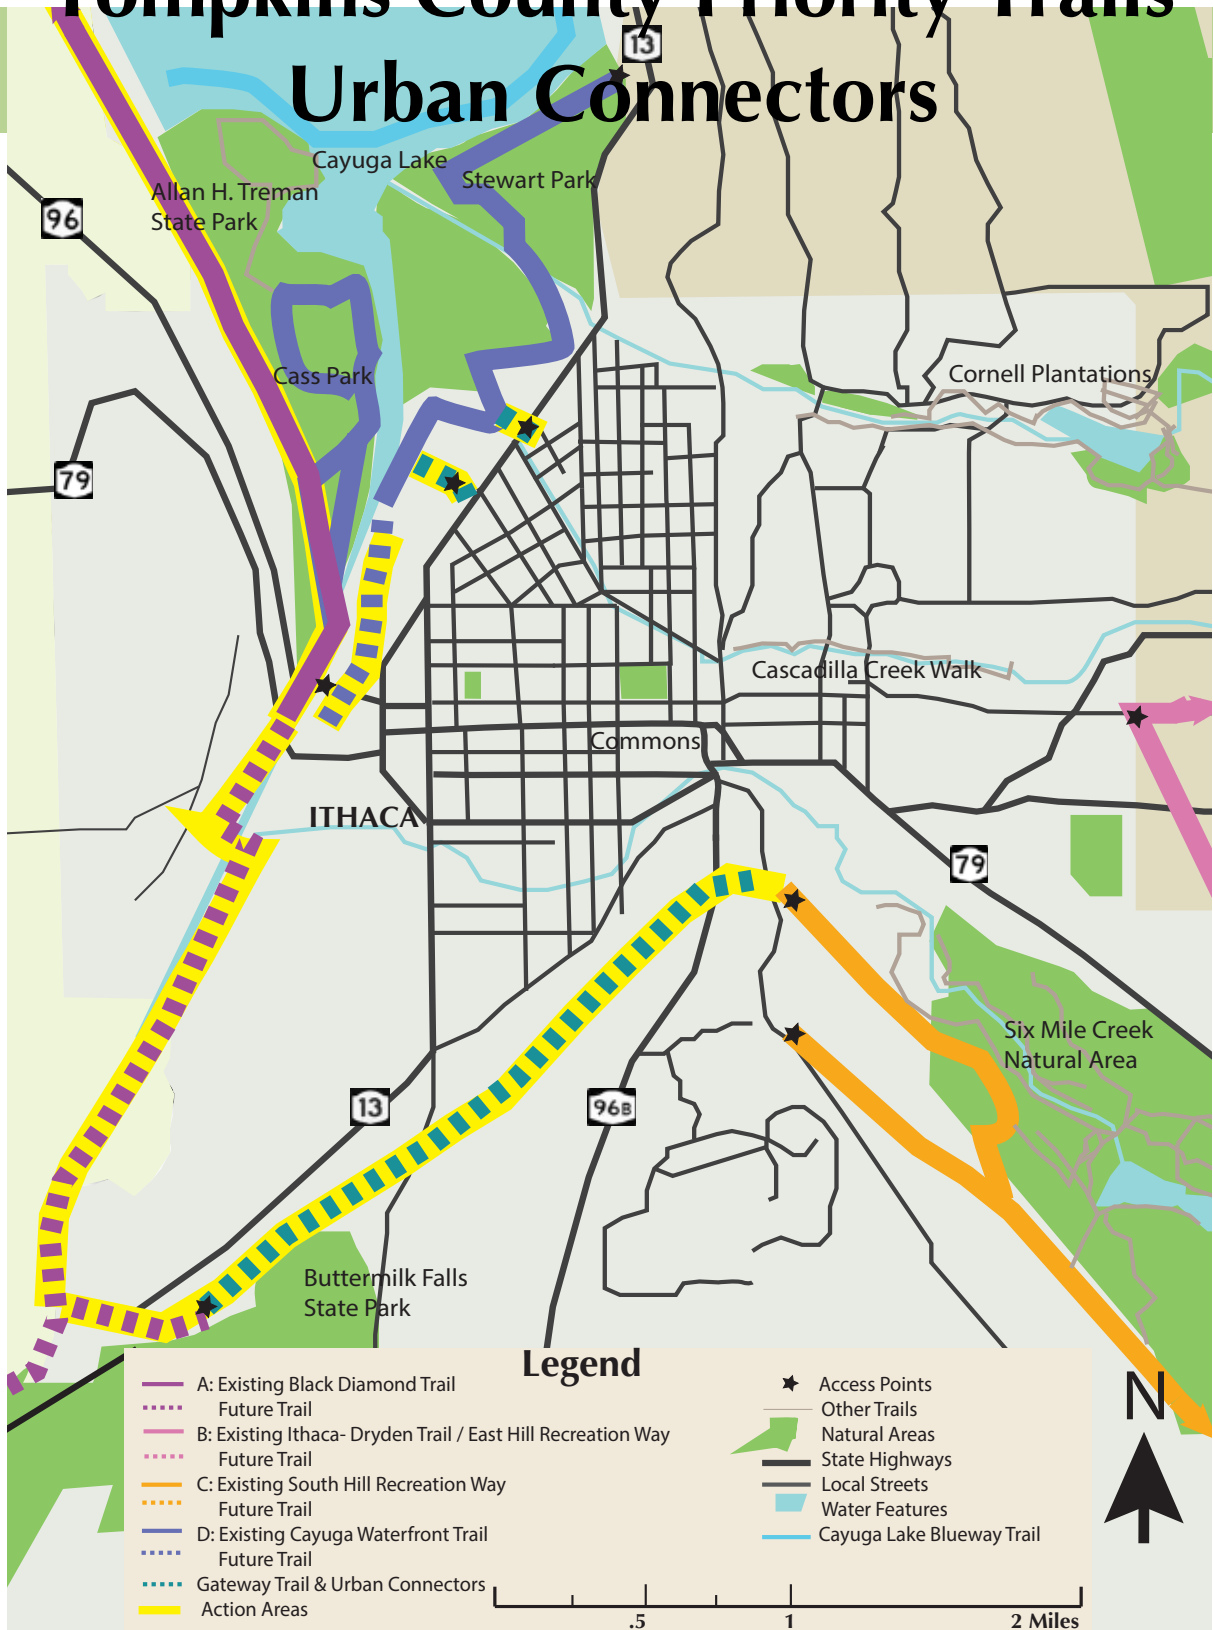 Tompkins County Priority Trails
Urban Connectors
13
Cayuga Lake
Stewart Park
Allan H. Treman
State Park
96
Cass Park
Cornell Plantations
79
Cascadilla Creek Walk
Commons
ITHACA
79
Six Mile Creek
Natural Area
13
96B
Buttermilk Falls
State Park
Legend
A: Existing Black Diamond Trail
Future Trail
B: Existing Ithaca- Dryden Trail / East Hill Recreation Way
Future Trail
C: Existing South Hill Recreation Way
Future Trail
D: Existing Cayuga Waterfront Trail
Future Trail
Gateway Trail & Urban Connectors
Action Areas
Access Points
Other Trails
Natural Areas
State Highways
Local Streets
Water Features
Cayuga Lake Blueway Trail
N
.5 1 2 Miles